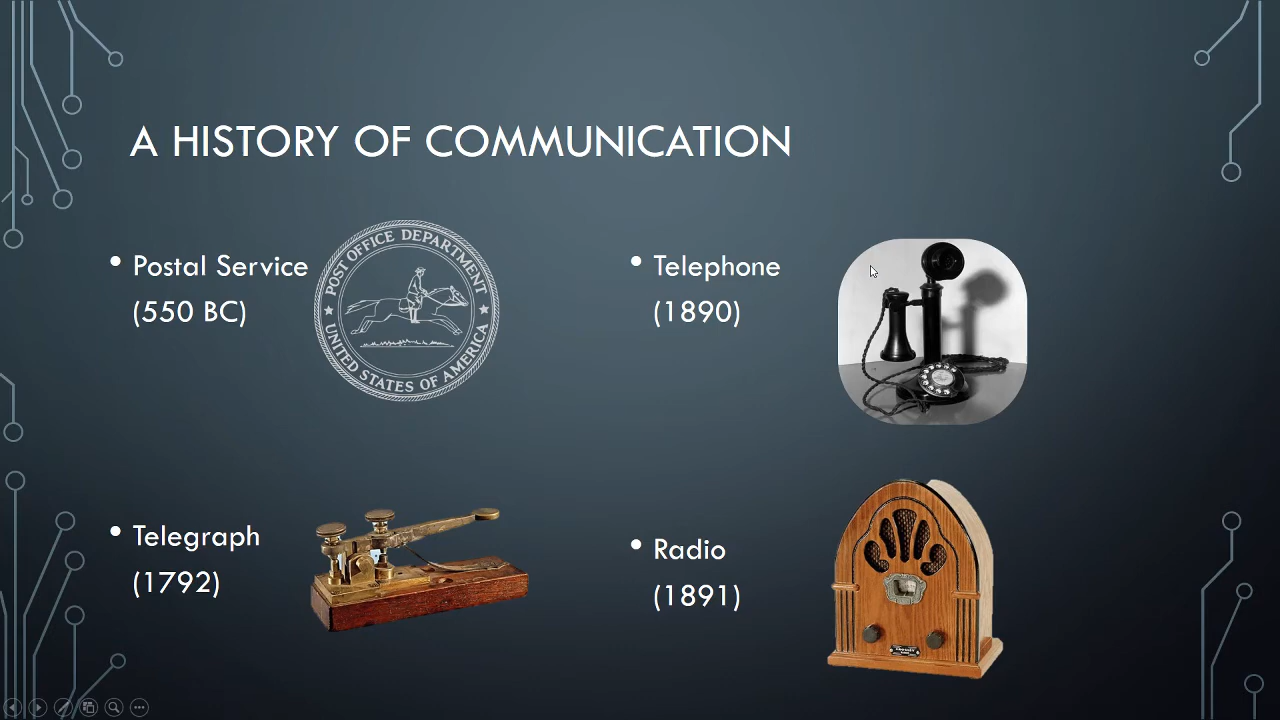 A HISTORY OF COMMUNICATION
• Postal Service
(550 BC)
POST OFFICE DEPARTMENT
UNITED STATES OF AMERICA
• Telegraph
(1792)
• Telephone
(1890)
• Radio
(1891)